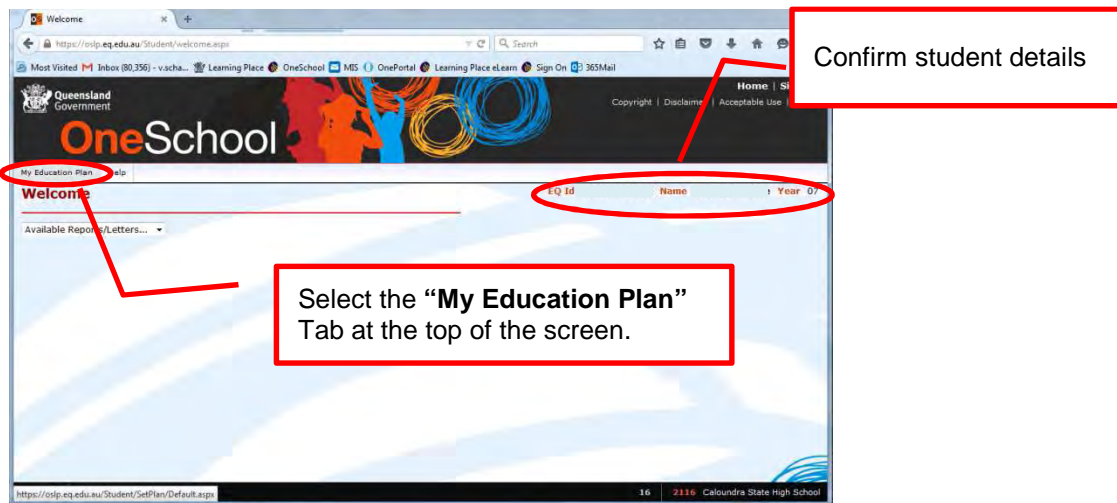 Welcome × +
https://oslp.eq.edu.au/Student/welcome.aspx Search
Most Visited Inbox (80,356) - v.scha... Learning Place OneSchool MIS OnePortal Learning Place eLearn Sign On 365Mail
Confirm student details
Queensland
Government
Home | Si
Copyright | Disclaimer | Acceptable Use |
OneSchool
My Education Plan elp
Welcome
EQ Id Name Year 07
Available Reports/Letters...
Select the “My Education Plan”
Tab at the top of the screen.
https://oslp.eq.edu.au/Student/SetPlan/Default.aspx
16 2116 Caloundra State High School